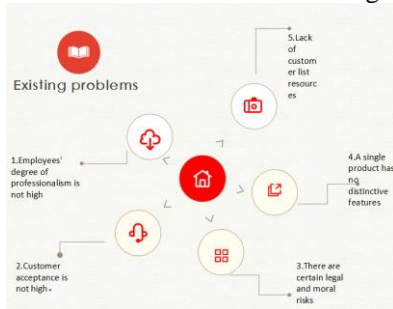 Existing problems
5.Lack
of
custom
er list
resourc
es
1.Employees'
degree of
professionalism is
not high
4.A single
product has
no
distinctive
features
2.Customer
acceptance is
not high.
3.There are
certain legal
and moral
risks